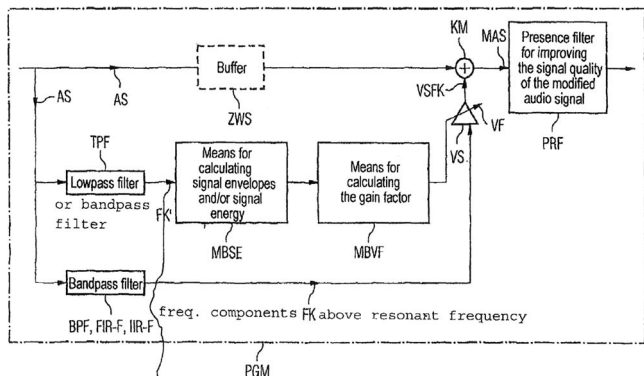 KM
MAS
Presence filter
for improving
the signal quality
of the modified
audio signal
PRF
Buffer
ZWS
AS
AS
VSFK
VF
VS
TPF
Lowpass filter
or bandpass
filter
FK'
Means for
calculating
signal envelopes
and/or signal
energy
MBSE
Means for
calculating
the gain factor
MBVF
Bandpass filter
BPF, FIR-F, IIR-F
freq. components FK above resonant frequency
PGM